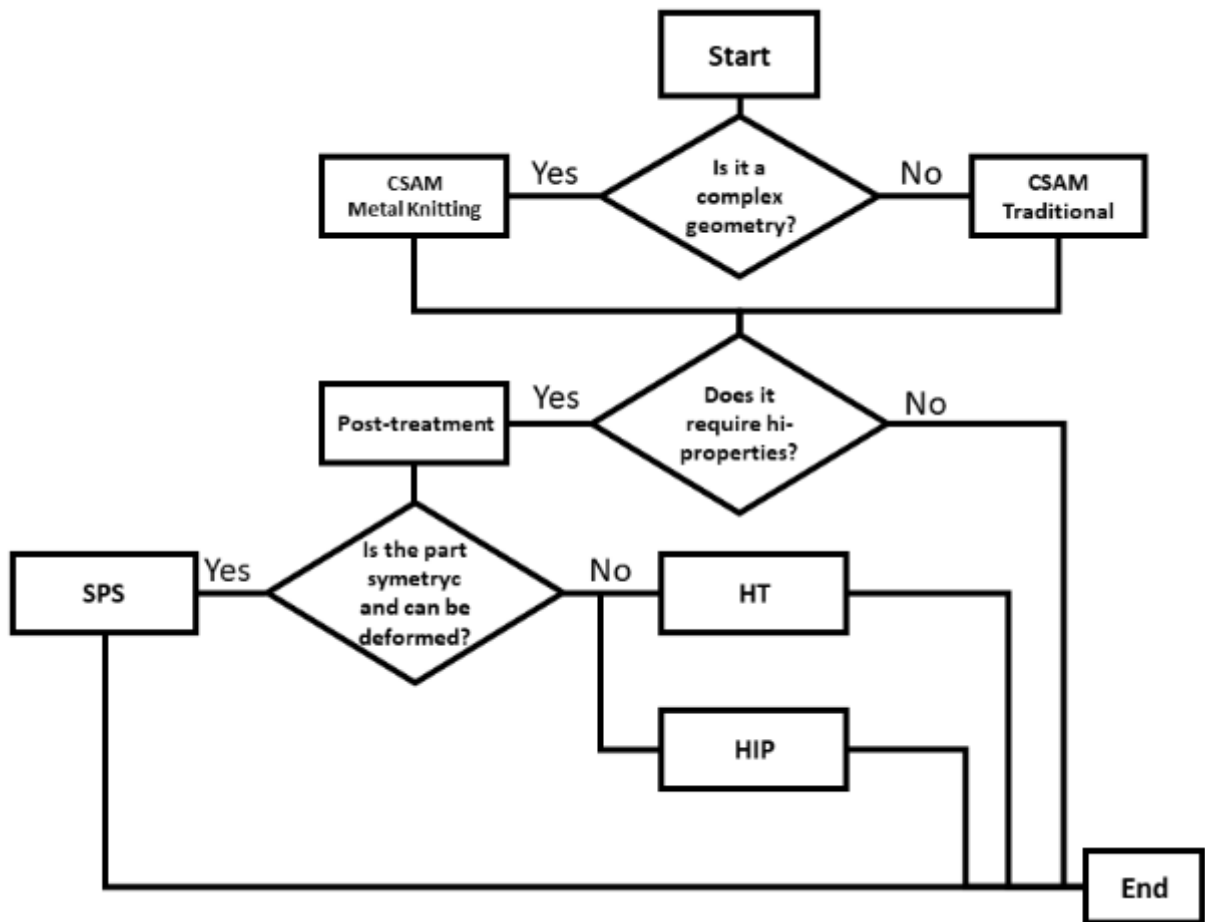 Start
Is it a
complex
geometry?
Yes
No
CSAM
Metal Knitting
CSAM
Traditional
Does it
require hi-
properties?
Yes
No
Post-treatment
Is the part
symetryc
and can be
deformed?
Yes
No
SPS
HT
HIP
End